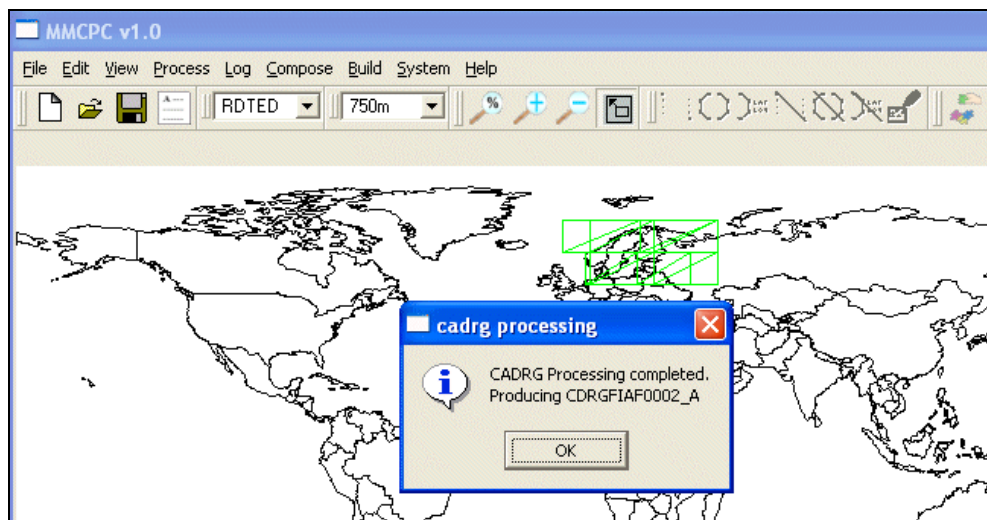 MMCPC v1.0
File Edit View Process Log Compose Build System Help
RDTED 750m
cadrg processing
CADRG Processing completed.
Producing CDRGFIAF0002_A
OK